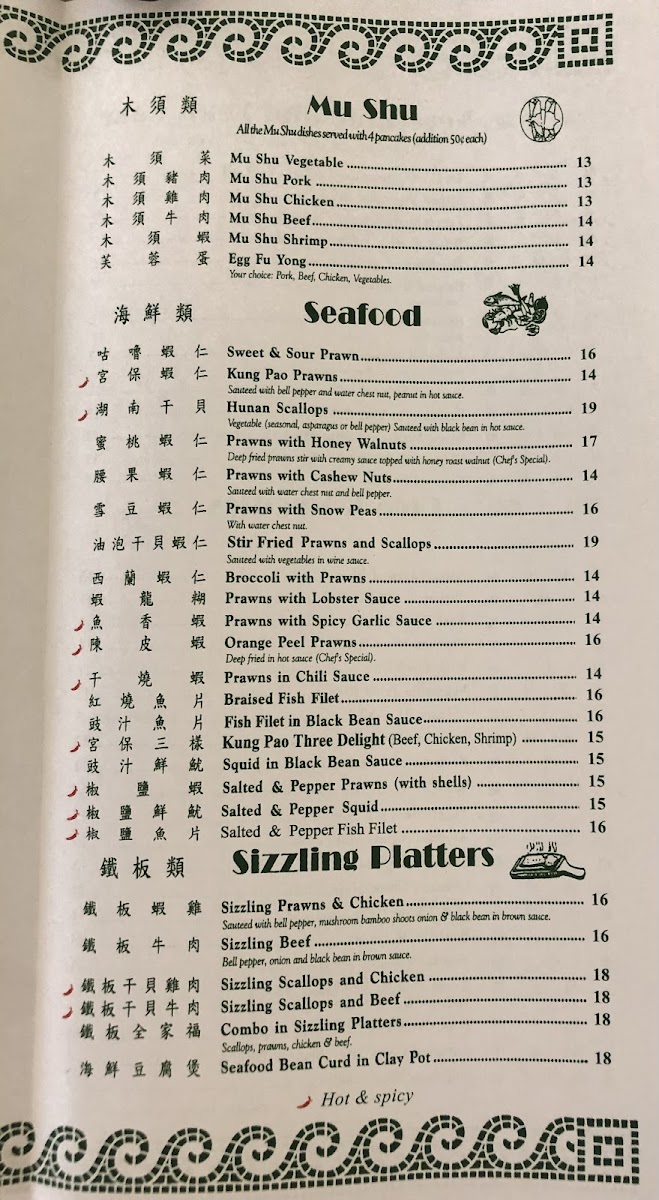 木須類 Mu Shu
All the Mu Shu dishes served with 4 pancakes (addition 50¢ each)
木須菜 Mu Shu Vegetable 13
木須豬肉 Mu Shu Pork 13
木須雞肉 Mu Shu Chicken 13
木須牛肉 Mu Shu Beef 14
木須蝦 Mu Shu Shrimp 14
芙蓉蛋 Egg Fu Yong 14
Your choice: Pork, Beef, Chicken, Vegetables.
海鮮類 Seafood
咕嚕蝦仁 Sweet & Sour Prawn 16
宮保蝦仁 Kung Pao Prawns 14
Sauteed with bell pepper and water chest nut, peanut in hot sauce.
湖南干貝 Hunan Scallops 19
Vegetable (seasonal, asparagus or bell pepper) Sauteed with black bean in hot sauce.
蜜桃蝦仁 Prawns with Honey Walnuts 17
Deep fried prawns stir with creamy sauce topped with honey roast walnut (Chef's Special).
腰果蝦仁 Prawns with Cashew Nuts 14
Sauteed with water chest nut and bell pepper.
雪豆蝦仁 Prawns with Snow Peas 16
With water chest nut.
油泡干貝蝦仁 Stir Fried Prawns and Scallops 19
Sauteed with vegetables in wine sauce.
西蘭蝦仁 Broccoli with Prawns 14
蝦龍糊 Prawns with Lobster Sauce 14
魚香蝦 Prawns with Spicy Garlic Sauce 14
陳皮蝦 Orange Peel Prawns 16
Deep fried in hot sauce (Chef's Special).
干燒蝦 Prawns in Chili Sauce 14
紅燒魚片 Braised Fish Filet 16
豉汁魚片 Fish Filet in Black Bean Sauce 16
宮保三樣 Kung Pao Three Delight (Beef, Chicken, Shrimp) 15
豉汁鮮魷 Squid in Black Bean Sauce 15
椒鹽蝦 Salted & Pepper Prawns (with shells) 15
椒鹽鮮魷 Salted & Pepper Squid 15
椒鹽魚片 Salted & Pepper Fish Filet 16
鐵板類 Sizzling Platters
鐵板蝦雞 Sizzling Prawns & Chicken 16
Sauteed with bell pepper, mushroom bamboo shoots onion & black bean in brown sauce.
鐵板牛肉 Sizzling Beef 16
Bell pepper, onion and black bean in brown sauce.
鐵板干貝雞肉 Sizzling Scallops and Chicken 18
鐵板干貝牛肉 Sizzling Scallops and Beef 18
鐵板全家福 Combo in Sizzling Platters 18
Scallops, prawns, chicken & beef.
海鮮豆腐煲 Seafood Bean Curd in Clay Pot 18
Hot & spicy